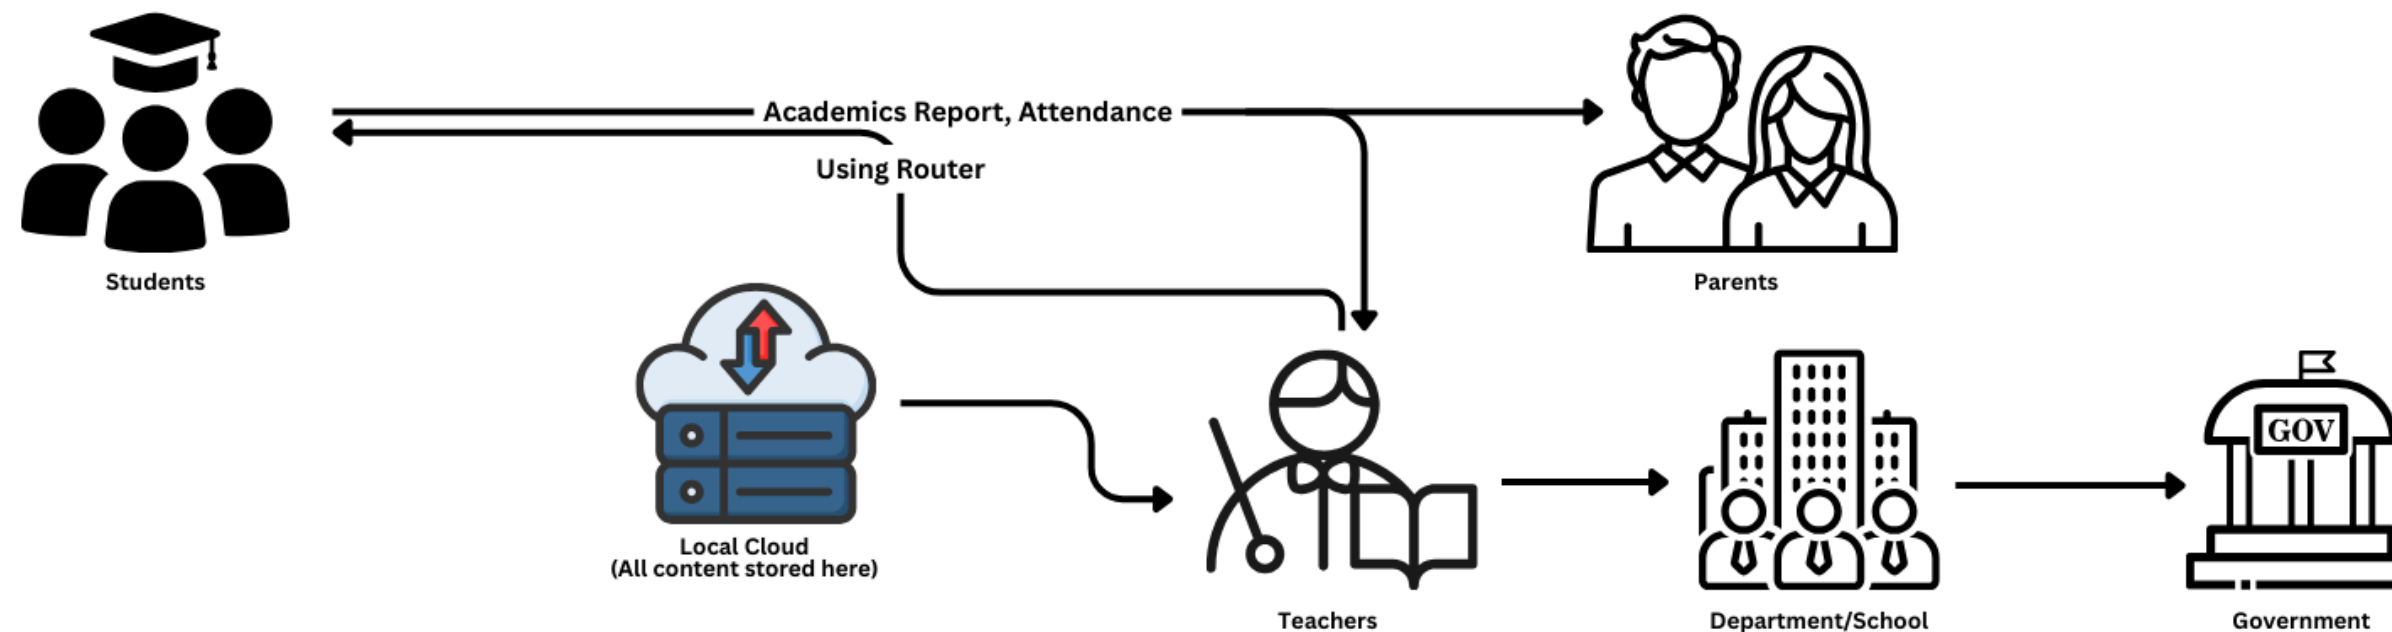 Academics Report, Attendance
Using Router
Students
Parents
GOV
Local Cloud
(All content stored here)
Teachers
Department/School
Government